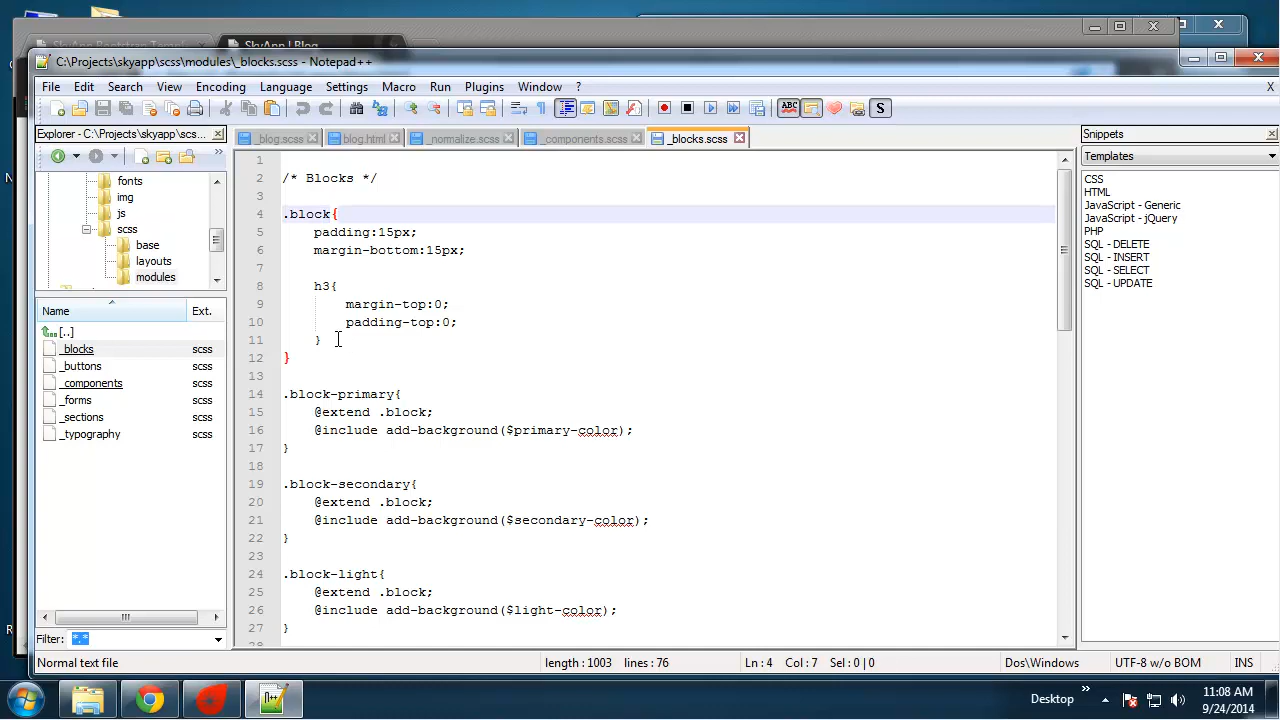 SkyApp Bootstrap Templ
SkyApp | Blog
C:\Projects\skyapp\scss\modules\_blocks.scss - Notepad++
File Edit Search View Encoding Language Settings Macro Run Plugins Window ? X
Explorer - C:\Projects\skyapp\scs...
_blog.scss
blog.html
_normalize.scss
_components.scss
_blocks.scss
Snippets
Templates
fonts
img
js
scss
base
layouts
modules
Name Ext.
[..]
_blocks scss
_buttons scss
_components scss
_forms scss
_sections scss
_typography scss
Filter: *.*
1
2 /* Blocks */
3
4 .block{
5 padding:15px;
6 margin-bottom:15px;
7
8 h3{
9 margin-top:0;
10 padding-top:0;
11 }
12 }
13
14 .block-primary{
15 @extend .block;
16 @include add-background($primary-color);
17 }
18
19 .block-secondary{
20 @extend .block;
21 @include add-background($secondary-color);
22 }
23
24 .block-light{
25 @extend .block;
26 @include add-background($light-color);
27 }
28
CSS
HTML
JavaScript - Generic
JavaScript - jQuery
PHP
SQL - DELETE
SQL - INSERT
SQL - SELECT
SQL - UPDATE
Normal text file length : 1003 lines : 76 Ln : 4 Col : 7 Sel : 0 | 0 Dos\Windows UTF-8 w/o BOM INS
Desktop
11:08 AM
9/24/2014